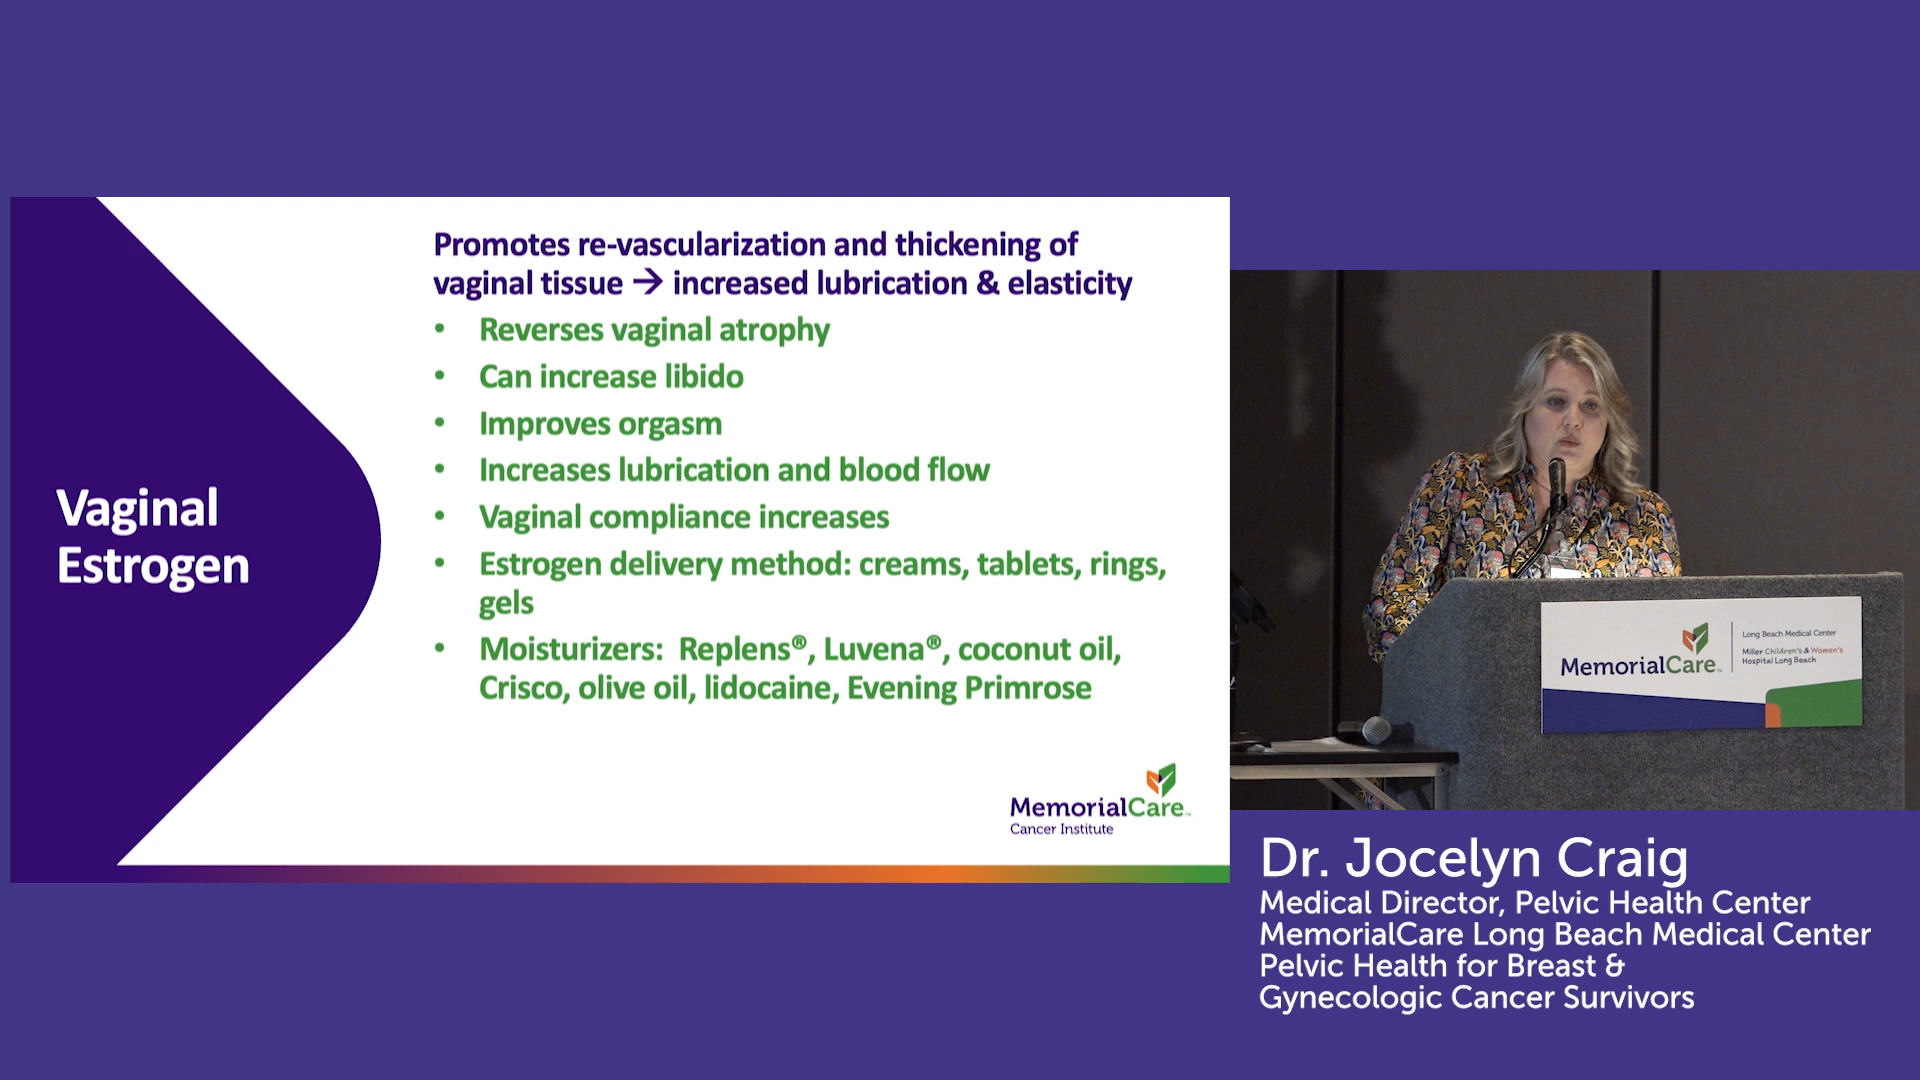 Vaginal
Estrogen
Promotes re-vascularization and thickening of
vaginal tissue → increased lubrication & elasticity
• Reverses vaginal atrophy
• Can increase libido
• Improves orgasm
• Increases lubrication and blood flow
• Vaginal compliance increases
• Estrogen delivery method: creams, tablets, rings,
gels
• Moisturizers: Replens®, Luvena®, coconut oil,
Crisco, olive oil, lidocaine, Evening Primrose
MemorialCare™
Cancer Institute
MemorialCare™
Long Beach Medical Center
Miller Children's & Women's
Hospital Long Beach
Dr. Jocelyn Craig
Medical Director, Pelvic Health Center
MemorialCare Long Beach Medical Center
Pelvic Health for Breast &
Gynecologic Cancer Survivors